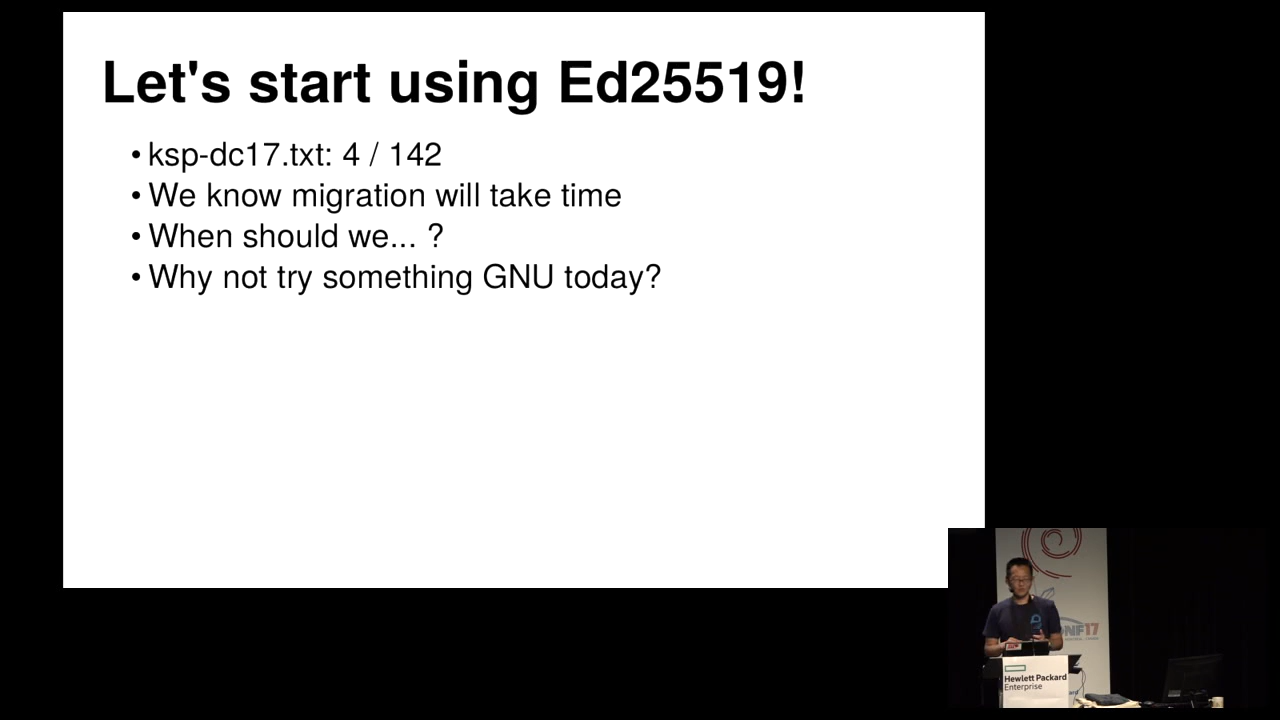 Let's start using Ed25519!
• ksp-dc17.txt: 4 / 142
• We know migration will take time
• When should we... ?
• Why not try something GNU today?
NF17
Hewlett Packard
Enterprise